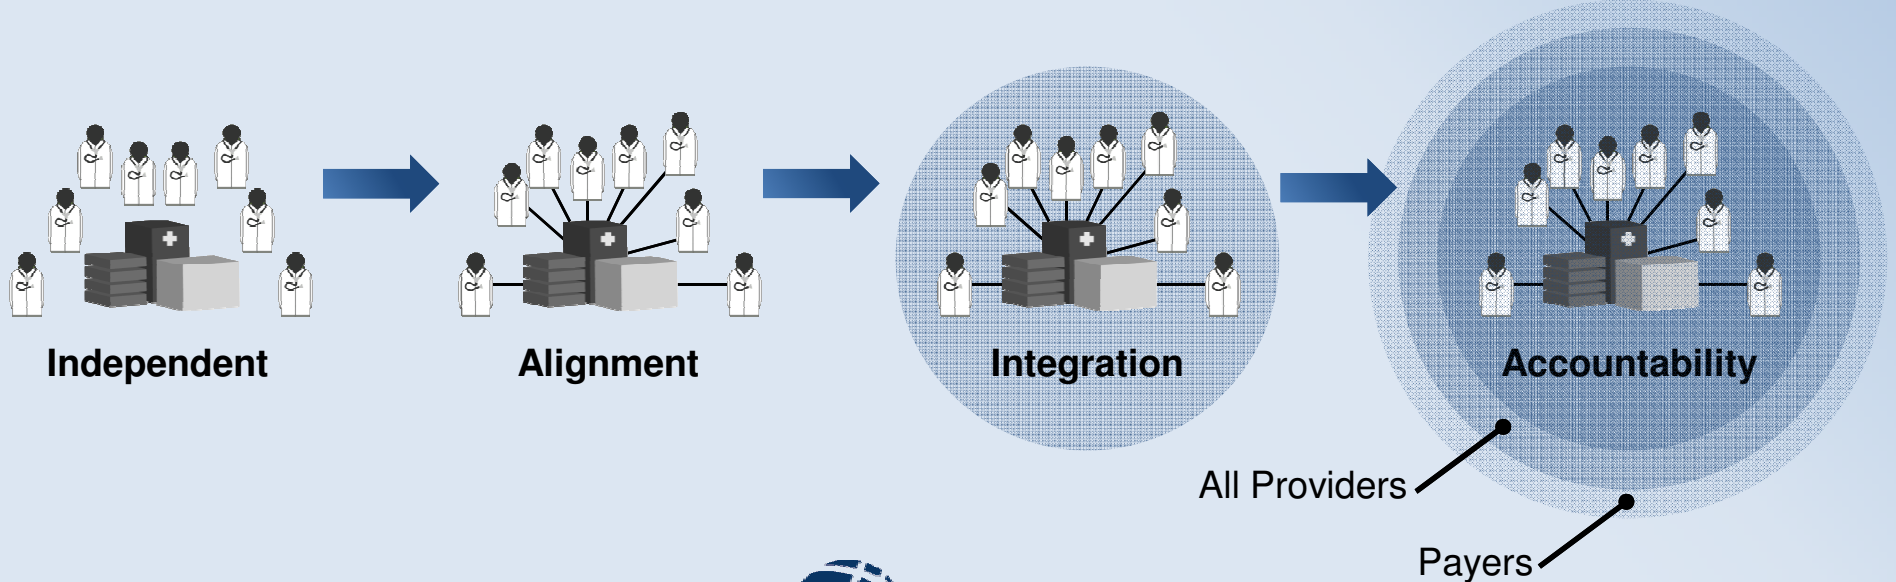 Independent
Alignment
Integration
Accountability
All Providers
Payers